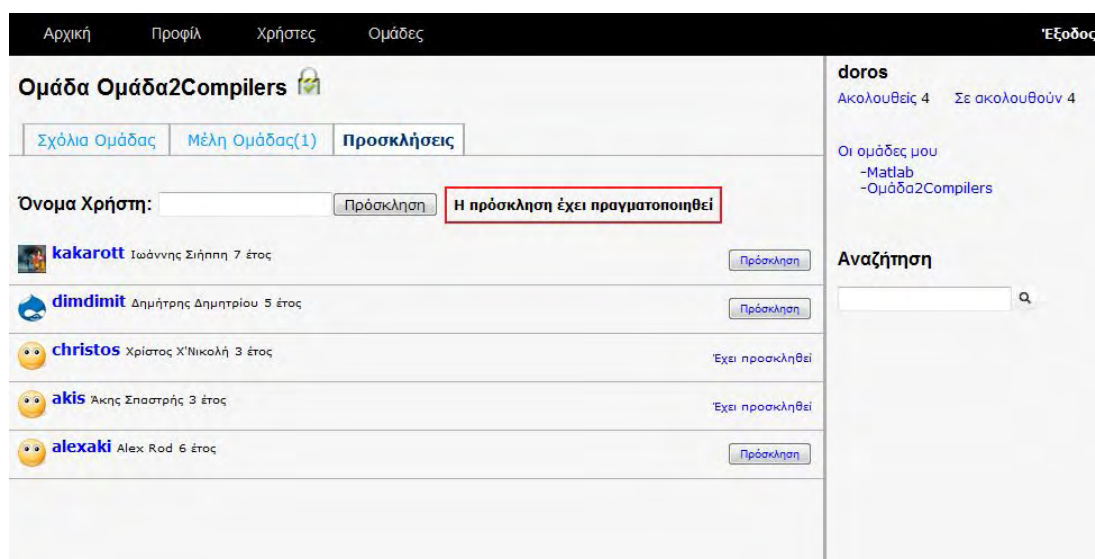 Αρχική Προφίλ Χρήστες Ομάδες Έξοδος
Ομάδα Ομάδα2Compilers
Σχόλια Ομάδας Μέλη Ομάδας(1) Προσκλήσεις
Όνομα Χρήστη: Πρόσκληση Η πρόσκληση έχει πραγματοποιηθεί
kakarott Ιωάννης Σιήππη 7 έτος Πρόσκληση
dimdimit Δημήτρης Δημητρίου 5 έτος Πρόσκληση
christos Χρίστος Χ'Νικολή 3 έτος Έχει προσκληθεί
akis Άκης Σπαστρής 3 έτος Έχει προσκληθεί
alexaki Alex Rod 6 έτος Πρόσκληση
doros
Ακολουθείς 4 Σε ακολουθούν 4
Οι ομάδες μου
-Matlab
-Ομάδα2Compilers
Αναζήτηση